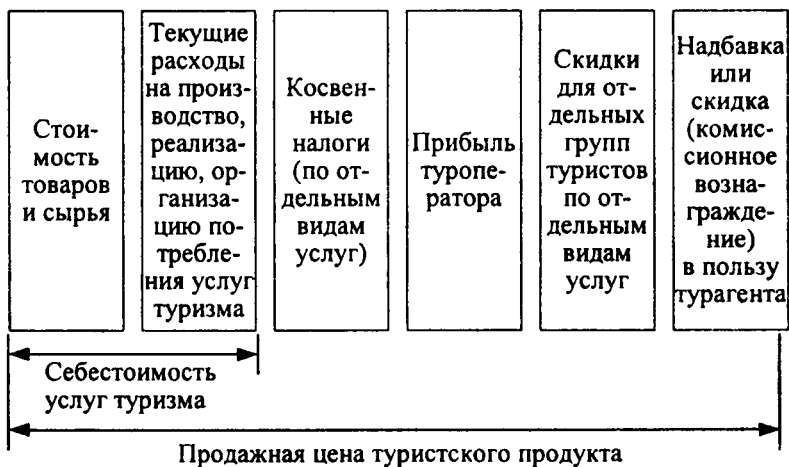 Стои-
мость
товаров
и сырья
Текущие
расходы
на произ-
водство,
реализа-
цию, ор-
ганиза-
цию по-
требле-
ния услуг
туризма
Косвен-
ные
налоги
(по от-
дельным
видам
услуг)
Прибыль
туропе-
ратора
Скидки
для от-
дельных
групп
туристов
по от-
дельным
видам
услуг
Надбавка
или
скидка
(комис-
сионное
возна-
гражде-
ние)
в пользу
турагента
Себестоимость
услуг туризма
Продажная цена туристского продукта